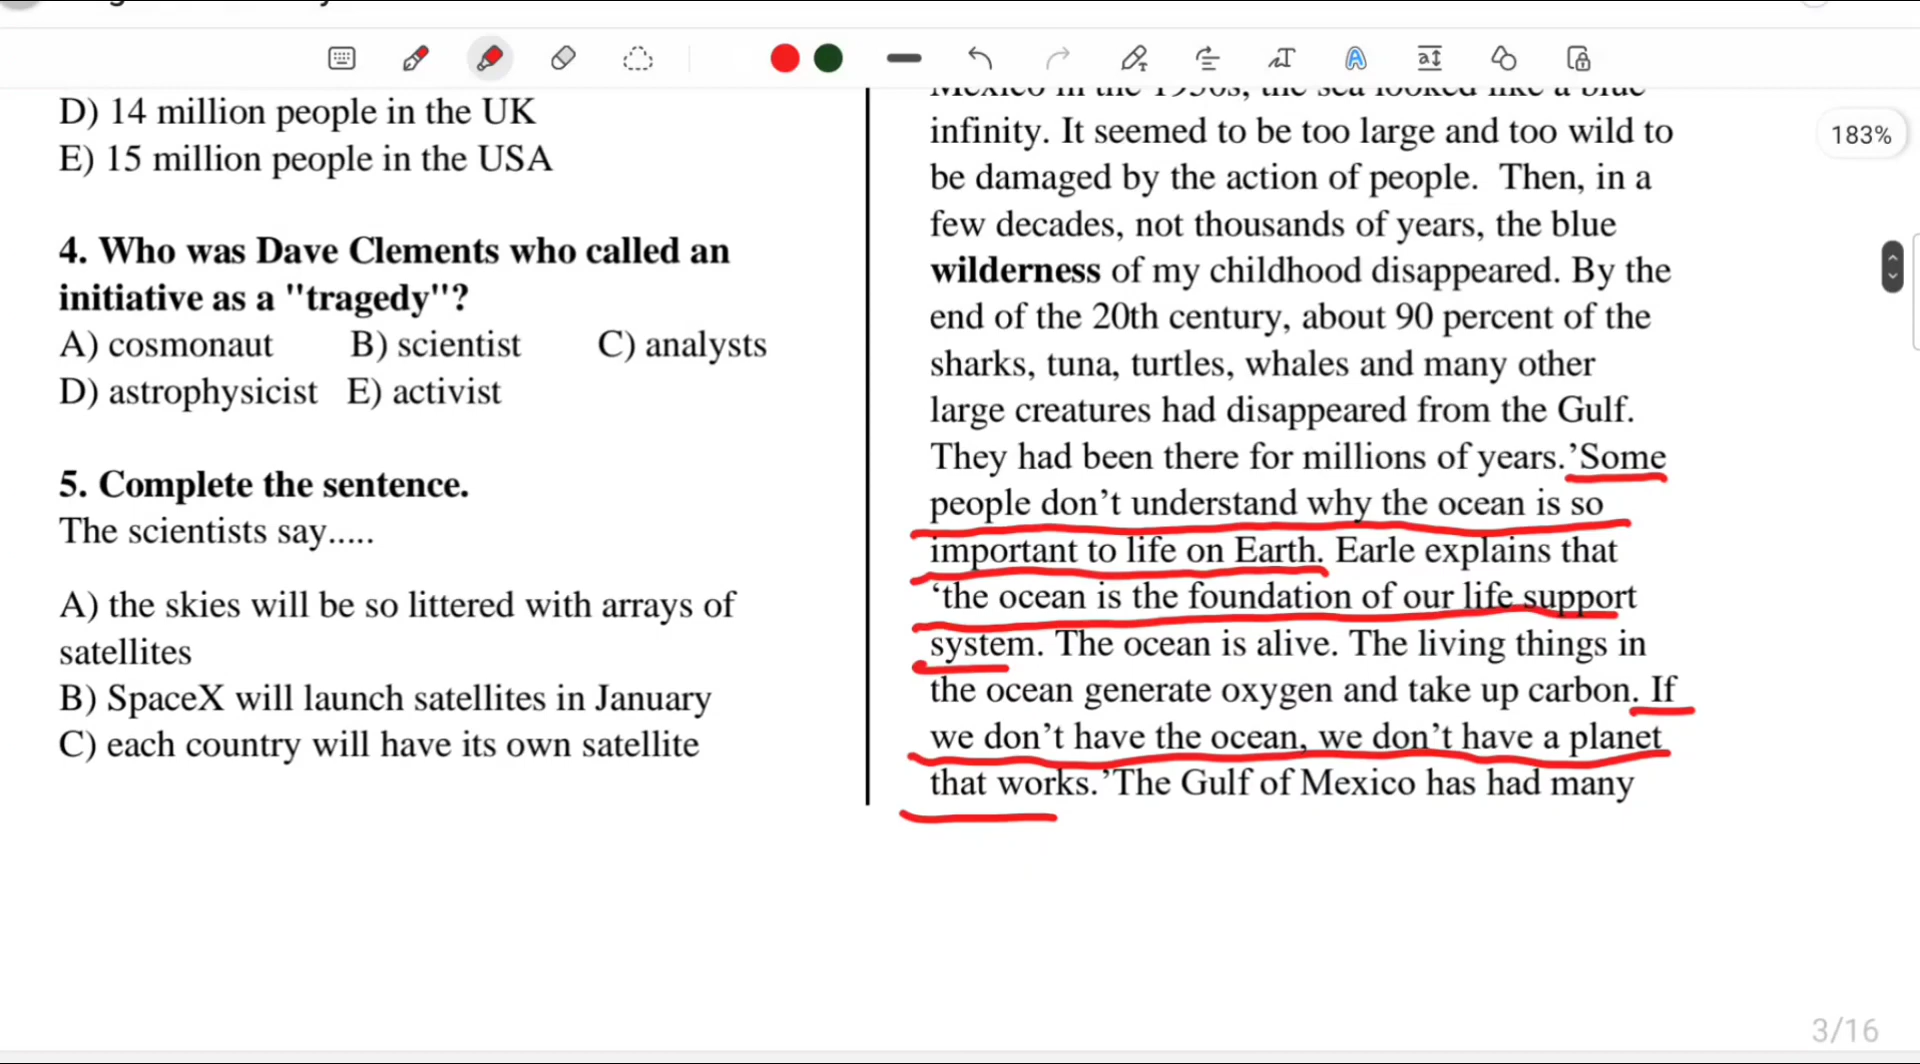 D) 14 million people in the UK
E) 15 million people in the USA
4. Who was Dave Clements who called an
initiative as a "tragedy"?
A) cosmonaut B) scientist C) analysts
D) astrophysicist E) activist
5. Complete the sentence.
The scientists say.....
A) the skies will be so littered with arrays of
satellites
B) SpaceX will launch satellites in January
C) each country will have its own satellite
Mexico in the 1950s, the sea looked like a blue
infinity. It seemed to be too large and too wild to
be damaged by the action of people. Then, in a
few decades, not thousands of years, the blue
wilderness of my childhood disappeared. By the
end of the 20th century, about 90 percent of the
sharks, tuna, turtles, whales and many other
large creatures had disappeared from the Gulf.
They had been there for millions of years.’Some
people don’t understand why the ocean is so
important to life on Earth. Earle explains that
‘the ocean is the foundation of our life support
system. The ocean is alive. The living things in
the ocean generate oxygen and take up carbon. If
we don’t have the ocean, we don’t have a planet
that works.’The Gulf of Mexico has had many
183%
3/16